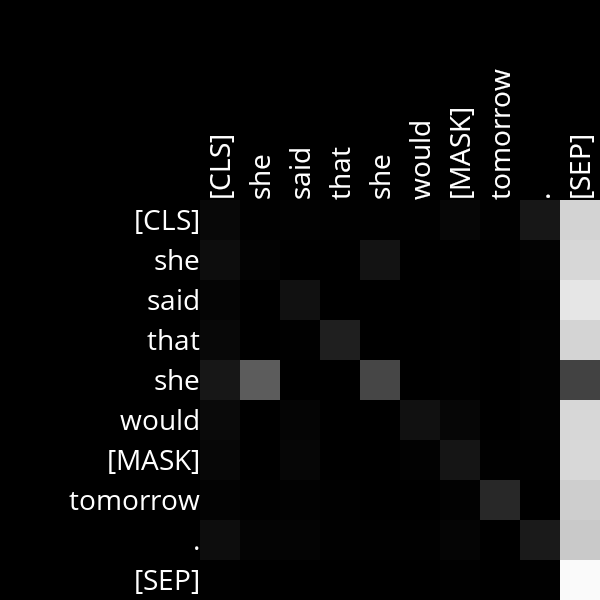 [CLS]
she
said
that
she
would
[MASK]
tomorrow
.
[SEP]
[CLS]
she
said
that
she
would
[MASK]
tomorrow
.
[SEP]